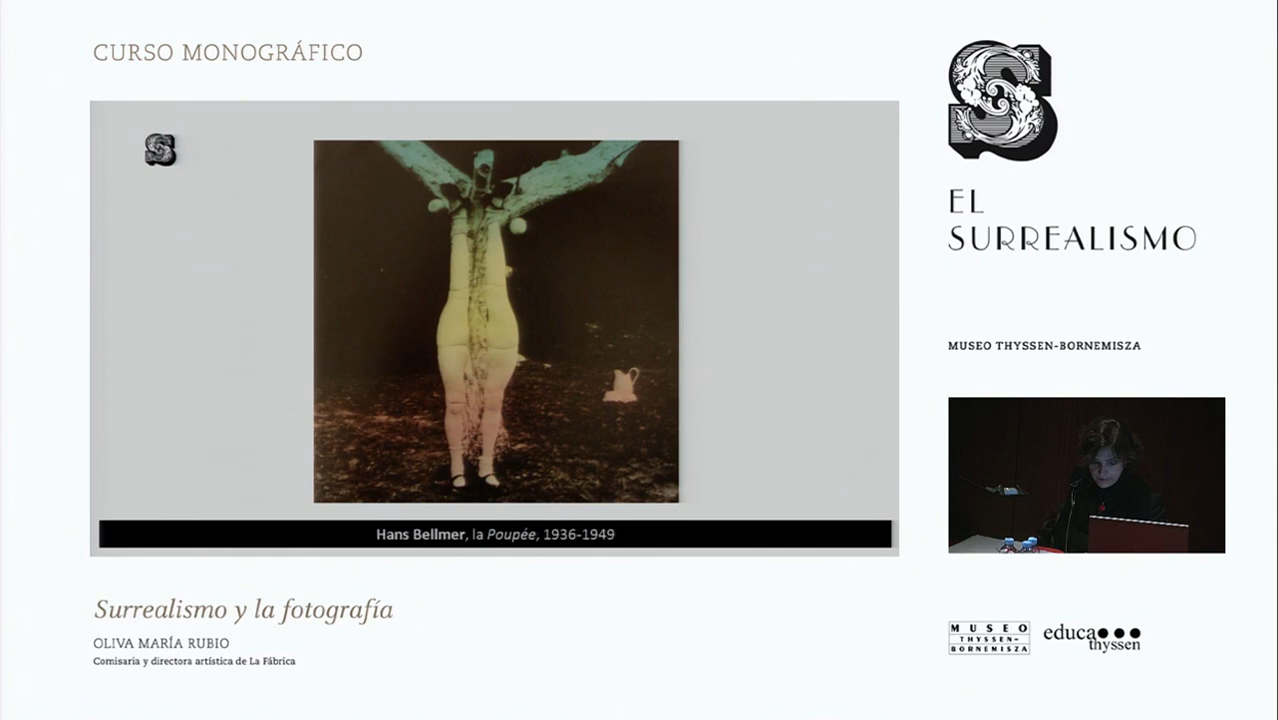 CURSO MONOGRÁFICO
S
S
EL
SURREALISMO
MUSEO THYSSEN-BORNEMISZA
Hans Bellmer, la Poupée, 1936-1949
Surrealismo y la fotografía
OLIVA MARÍA RUBIO
Comisaria y directora artística de La Fábrica
MUSEO
THYSSEN-
BORNEMISZA
educa
thyssen